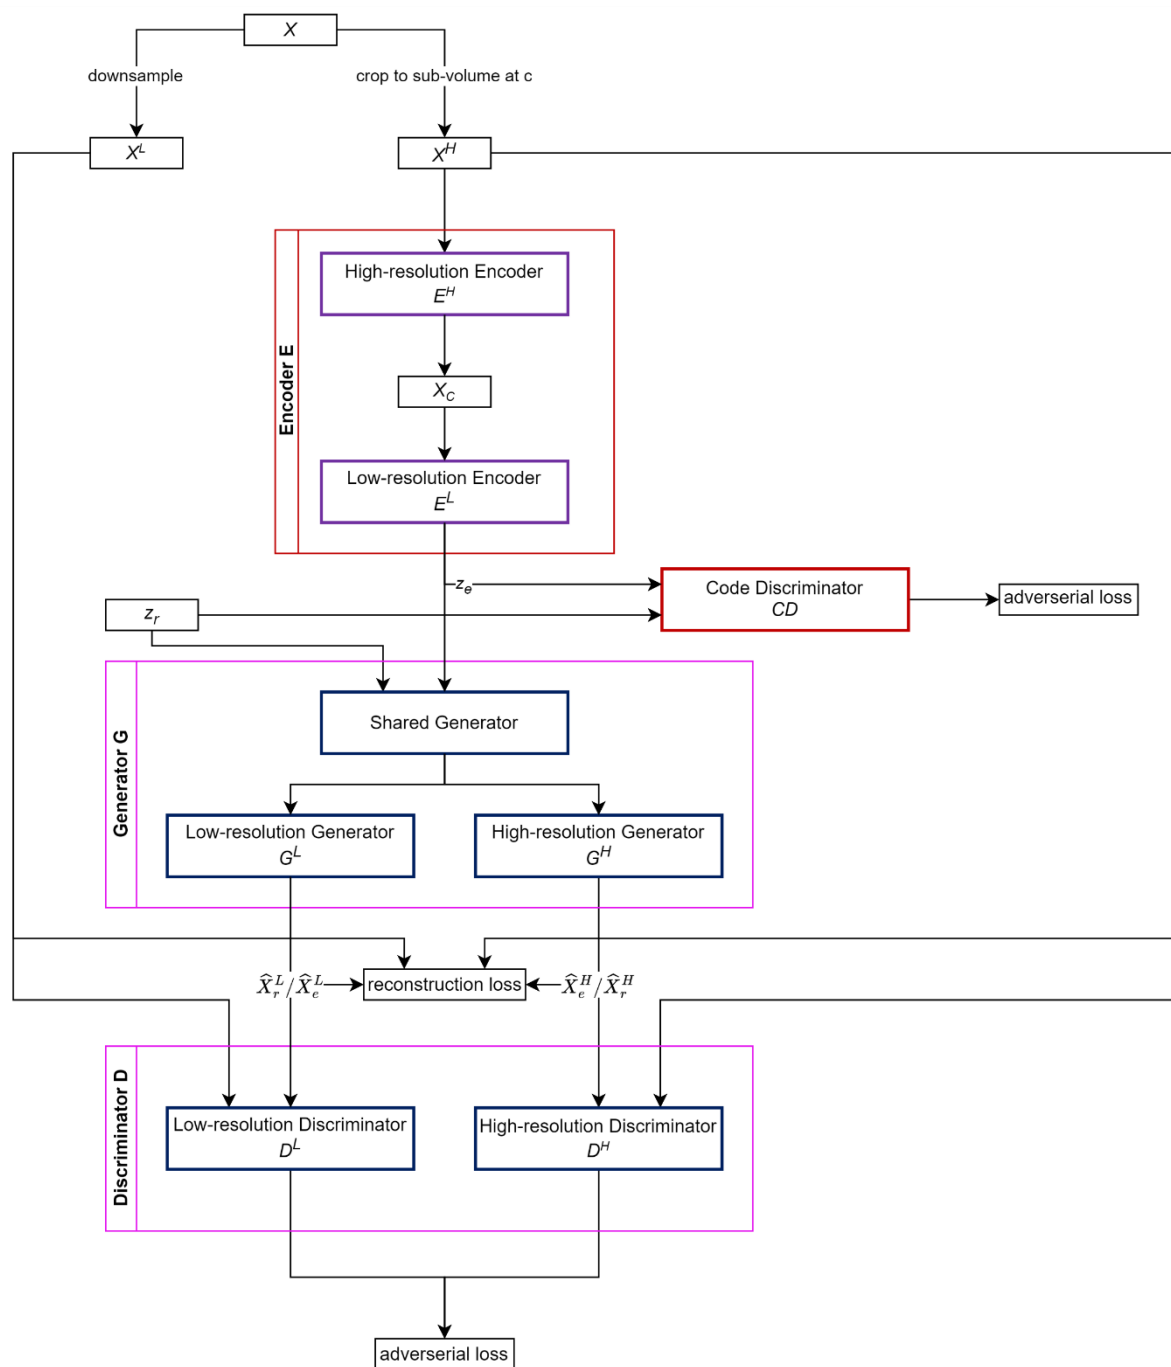 X
downsample
crop to sub-volume at c
X^L
X^H
Encoder E
High-resolution Encoder
E^H
X_C
Low-resolution Encoder
E^L
z_e
Code Discriminator
CD
adverserial loss
z_r
Generator G
Shared Generator
Low-resolution Generator
G^L
High-resolution Generator
G^H
X̂_r^L/X̂_e^L
reconstruction loss
X̂_e^H/X̂_r^H
Discriminator D
Low-resolution Discriminator
D^L
High-resolution Discriminator
D^H
adverserial loss